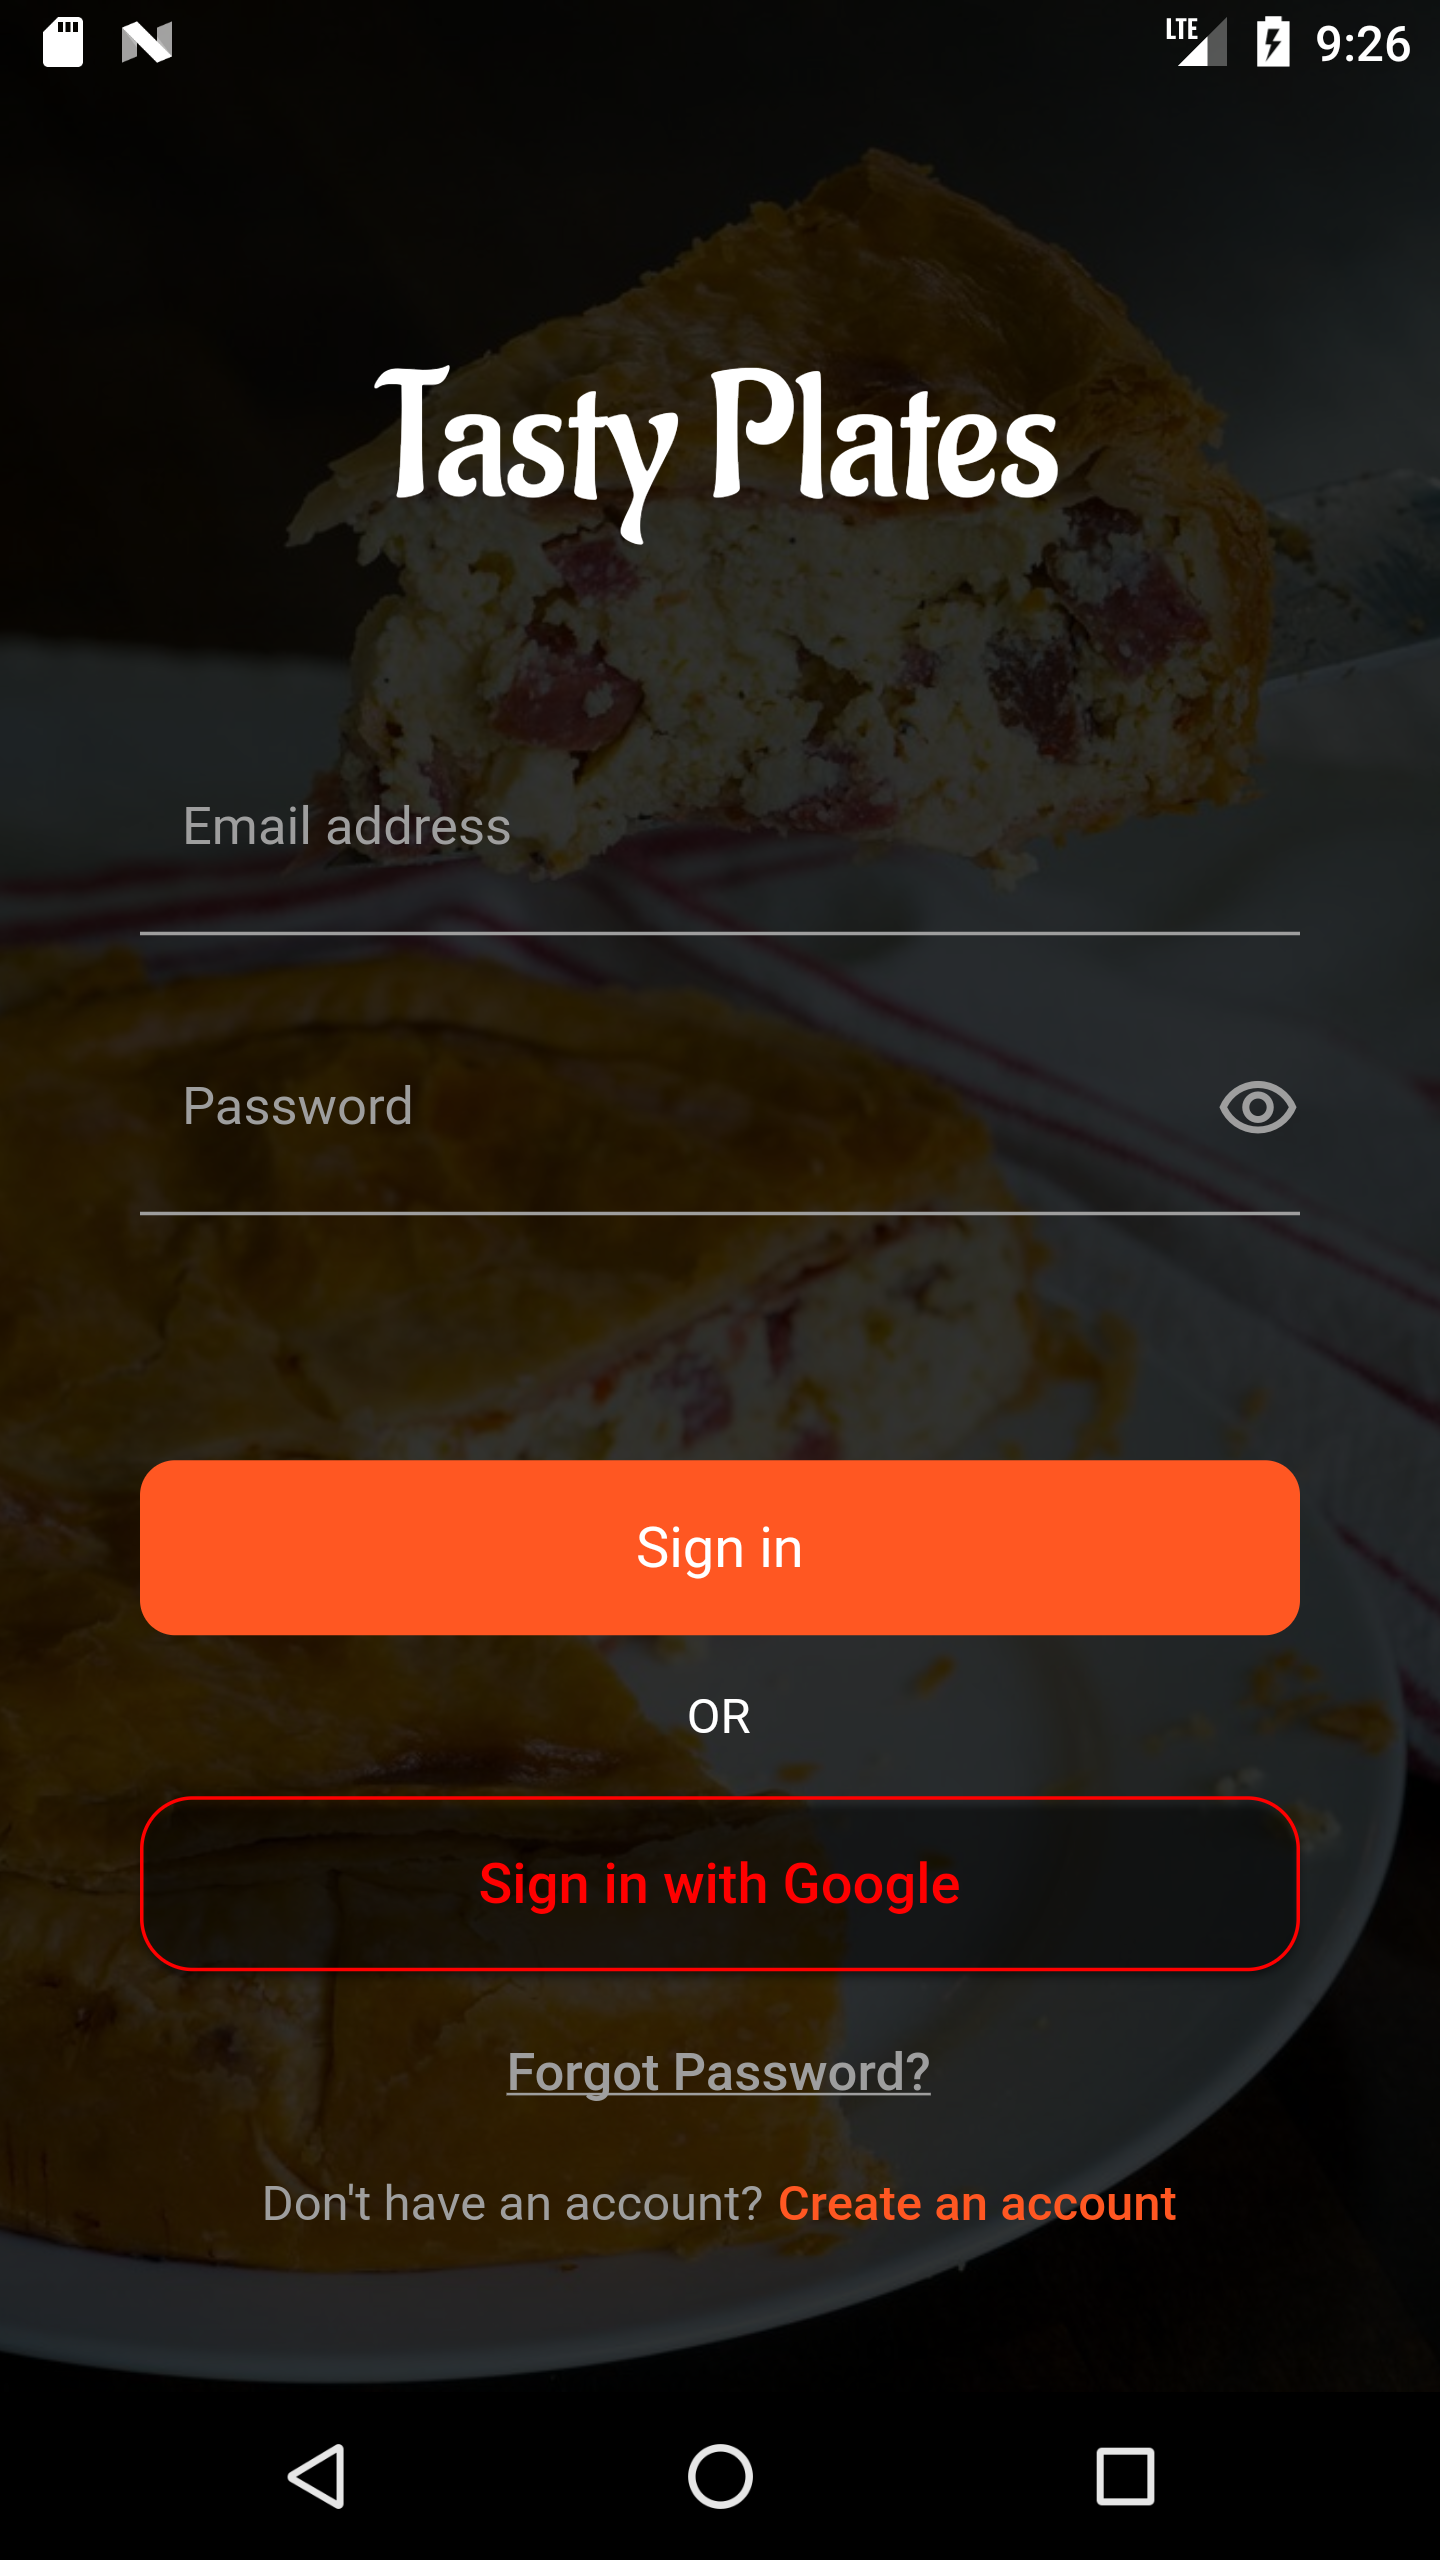 LTE 9:26
Tasty Plates
Email address
Password
Sign in
OR
Sign in with Google
Forgot Password?
Don't have an account? Create an account